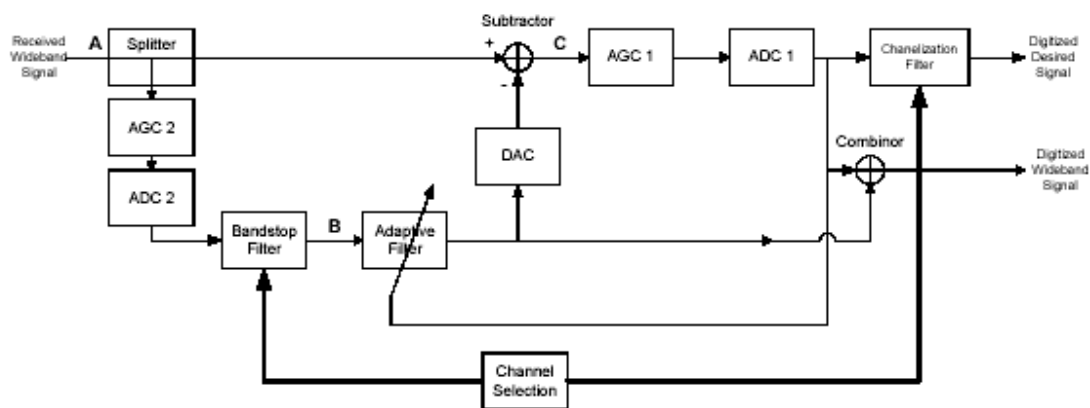 Subtractor
Received
Wideband
Signal
A
Splitter
+
C
AGC 1
ADC 1
Chanelization
Filter
Digitized
Desired
Signal
-
AGC 2
DAC
Combinor
Digitized
Wideband
Signal
ADC 2
Bandstop
Filter
B
Adaptive
Filter
Channel
Selection